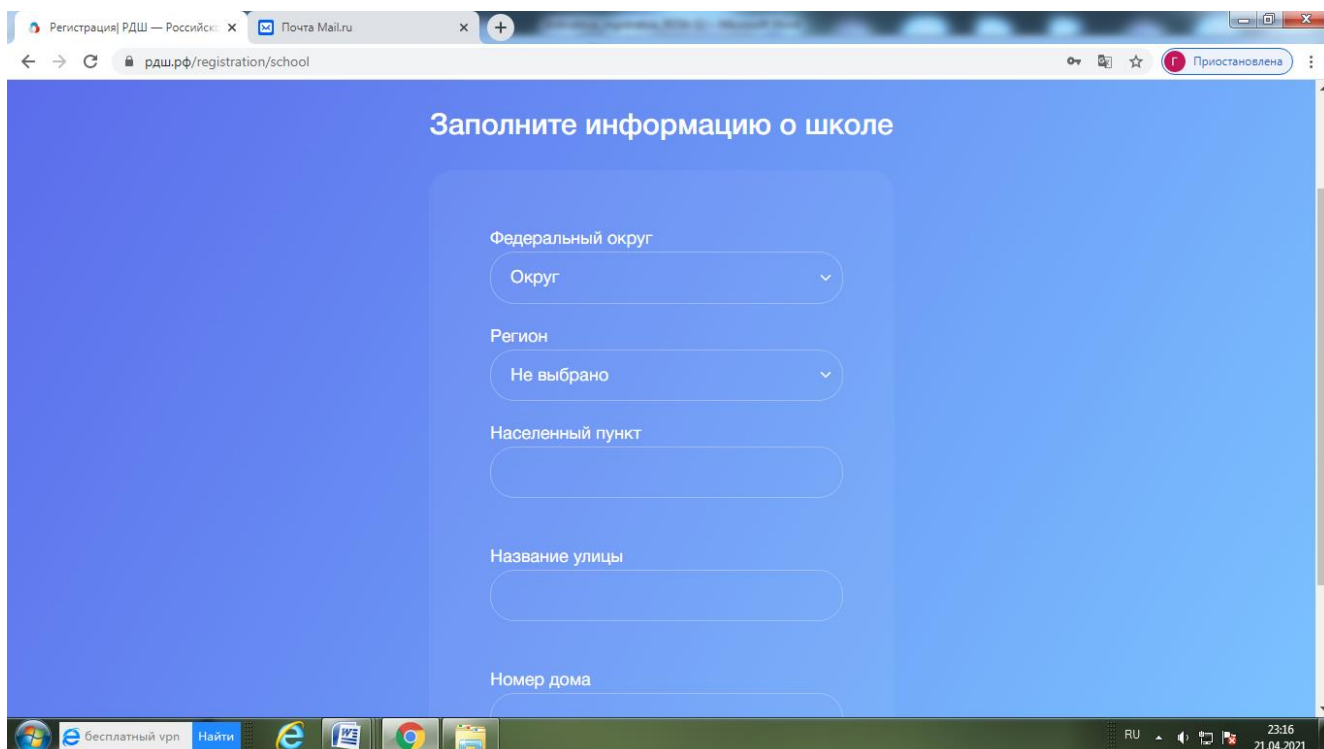 Регистрация| РДШ — Российск
Почта Mail.ru
рдш.рф/registration/school
Г Приостановлена
Заполните информацию о школе
Федеральный округ
Округ
Регион
Не выбрано
Населенный пункт
Название улицы
Номер дома
бесплатный vpn Найти
RU
23:16
21.04.2021